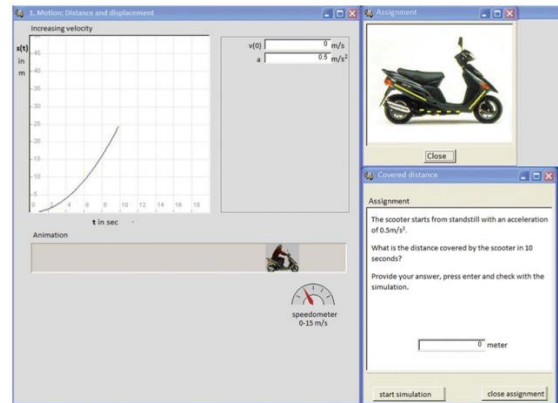 1. Motion: Distance and displacement
Increasing velocity
s(t)
in
m
45
40
35
30
25
20
15
10
5
2 4 6 8 10 12 14 16 18
t in sec
v(0) 0 m/s
a 0.5 m/s²
Animation
speedometer
0-15 m/s
Assignment
Close
Covered distance
Assignment
The scooter starts from standstill with an acceleration
of 0.5m/s².
What is the distance covered by the scooter in 10
seconds?
Provide your answer, press enter and check with the
simulation.
0 meter
start simulation
close assignment